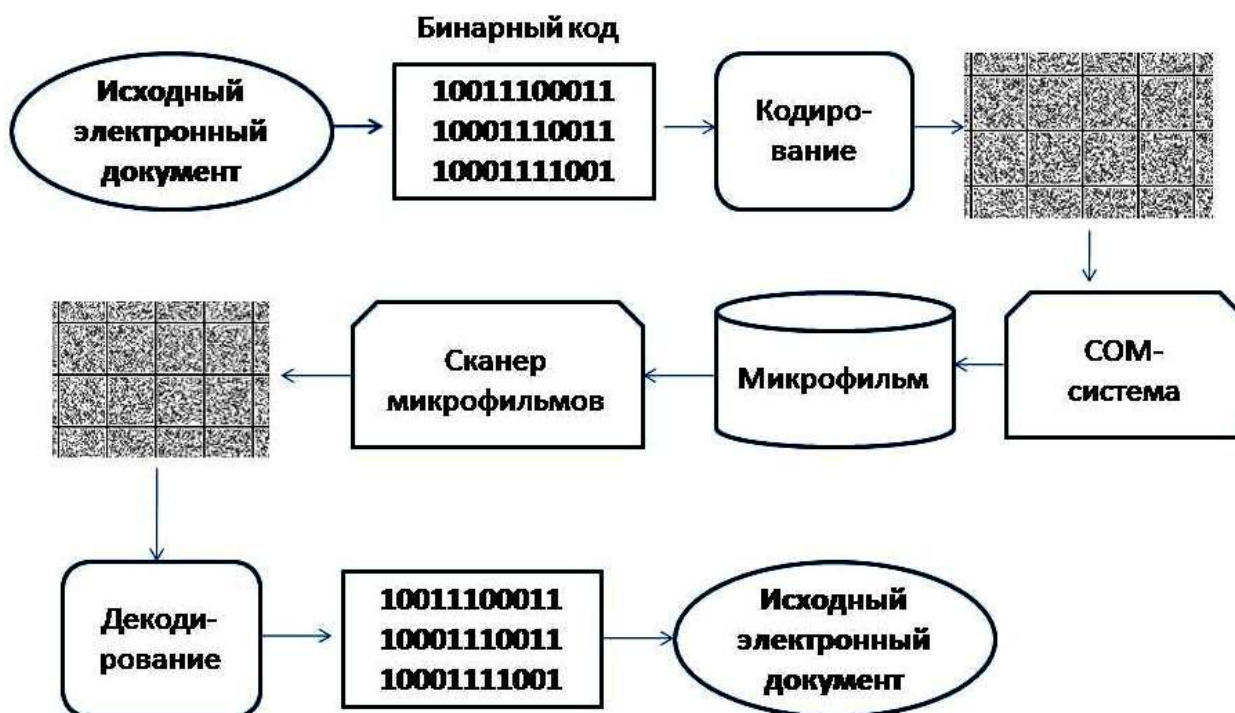 Бинарный код
Исходный
электронный
документ
10011100011
10001110011
10001111001
Кодиро-
вание
COM-
система
Микрофильм
Сканер
микрофильмов
Декоди-
рование
10011100011
10001110011
10001111001
Исходный
электронный
документ